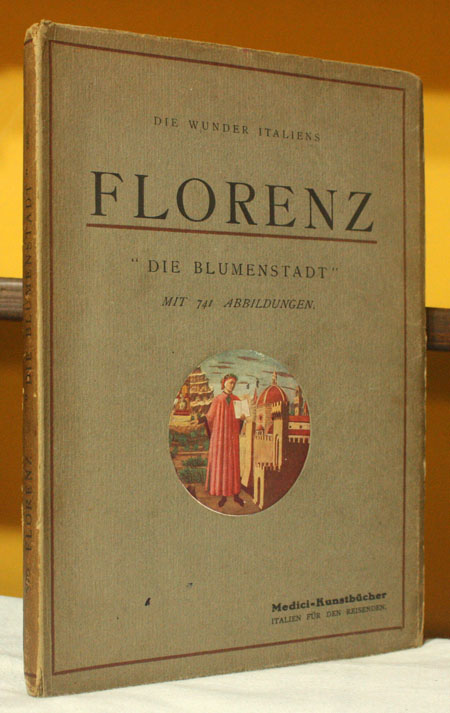 DIE WUNDER ITALIENS
FLORENZ
"DIE BLUMENSTADT"
MIT 741 ABBILDUNGEN.
Medici-Kunstbücher
ITALIEN FÜR DEN REISENDEN.
FLORENZ DIE BLUMENSTADT